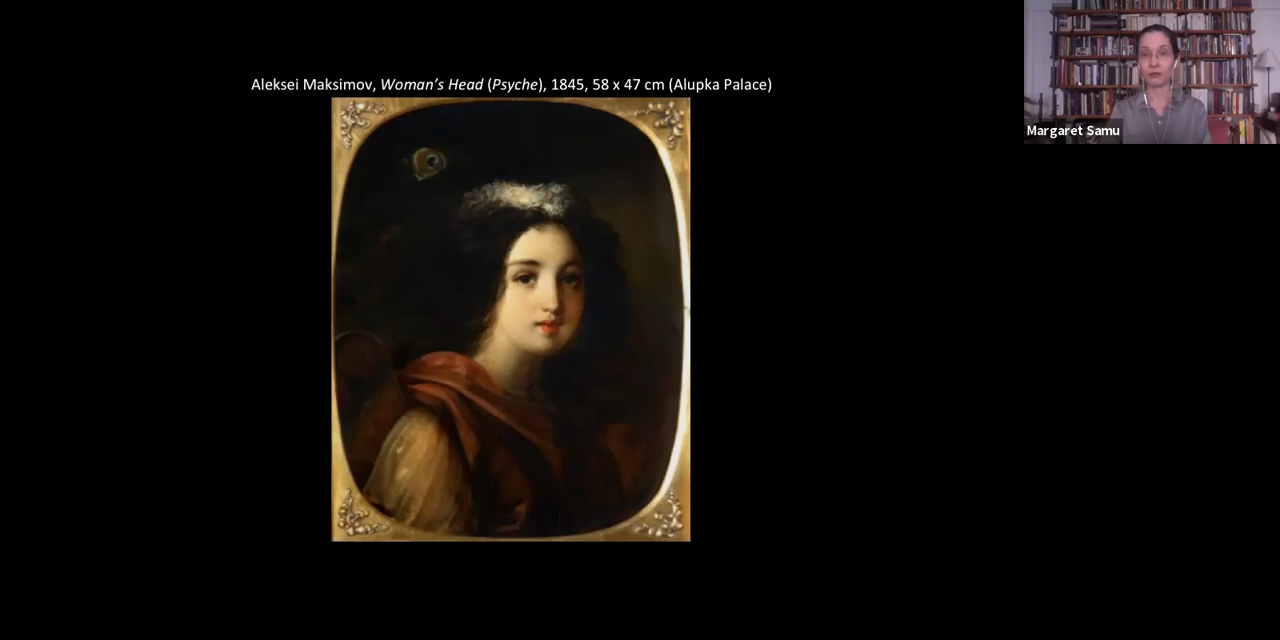 Aleksei Maksimov, Woman’s Head (Psyche), 1845, 58 x 47 cm (Alupka Palace)
Margaret Samu